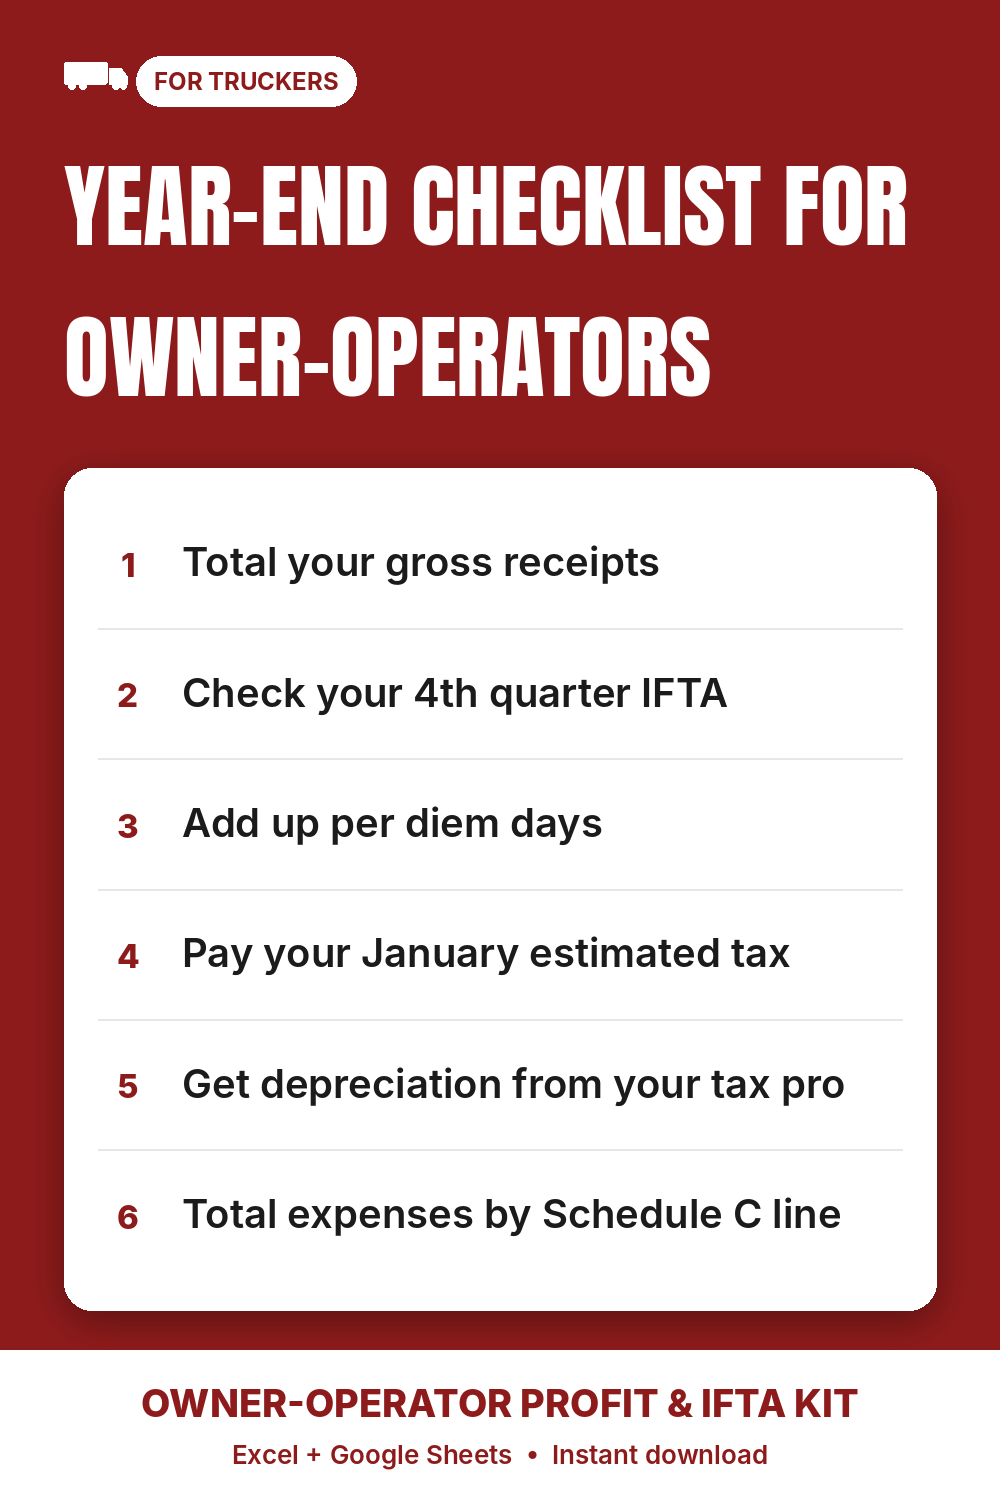 FOR TRUCKERS
YEAR-END CHECKLIST FOR
OWNER-OPERATORS
1 Total your gross receipts
2 Check your 4th quarter IFTA
3 Add up per diem days
4 Pay your January estimated tax
5 Get depreciation from your tax pro
6 Total expenses by Schedule C line
OWNER-OPERATOR PROFIT & IFTA KIT
Excel + Google Sheets • Instant download